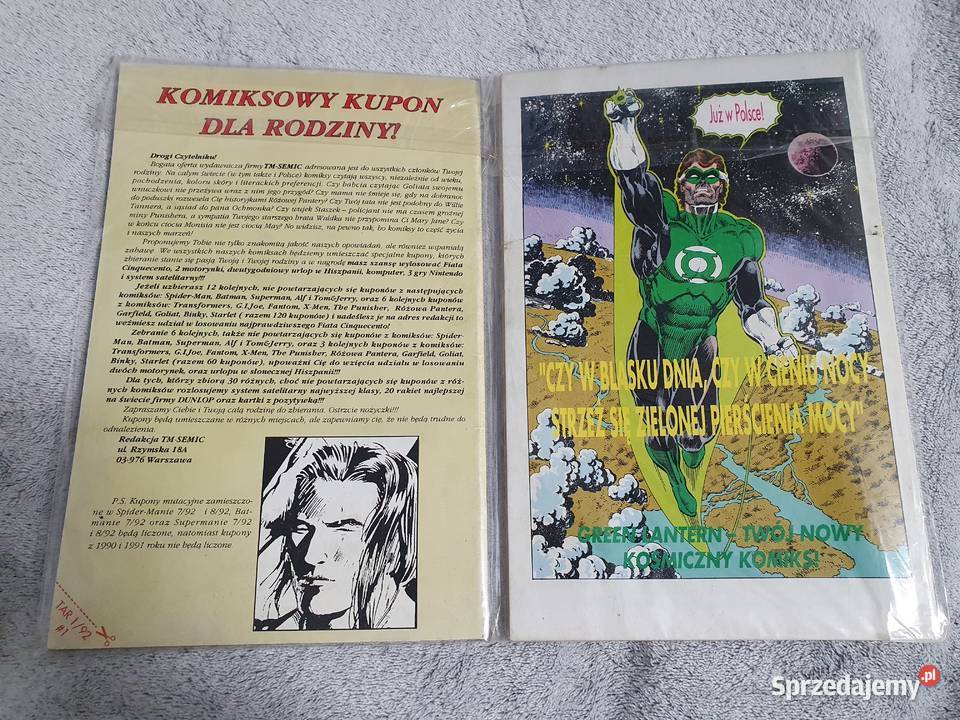 KOMIKSOWY KUPON
DLA RODZINY!
Drogi Czytelniku!
Bogata oferta wydawnicza firmy TM-SEMIC adresowana jest do wszystkich członków Twojej
rodziny. Na całym świecie (w tym także i Polsce) komiksy czytają wszyscy, niezależnie od wieku,
pochodzenia, koloru skóry i literackich preferencji. Czy babcia czytając Goliata swojemu
wnuczkowi nie przeżywa wraz z nim jego przygód? Czy mama nie śmieje się, gdy na dobranoc
do poduszki rozwesela Cię historykami Różowej Pantery? Czy Twój tata nie jest podobny do Willie
Tannera, a sąsiad do pana Ochmonka? Czy wujek Staszek – policjant nie ma czasem groźnej
miny Punishera, a sympatia Twojego starszego brata Waldka nie przypomina Ci Mary Jane? Czy
w końcu ciocia Monisia nie jest ciocią May? No widzisz, na pewno tak, bo komiksy to część życia
i naszych marzeń!
Proponujemy Tobie nie tylko znakomitą jakość naszych opowiadań, ale również wspaniałą
zabawę. We wszystkich naszych komiksach będziemy umieszczać specjalne kupony, których
zbieranie stanie się pasją Twoją i Twojej rodziny a w nagrodę masz szansę wylosować Fiata
Cinquecento, 2 motorynki, dwutygodniowy urlop w Hiszpanii, komputer, 3 gry Nintendo
i system satelitarny!!!
Jeżeli uzbierasz 12 kolejnych, nie powtarzających się kuponów z następujących
komiksów: Spider-Man, Batman, Superman, Alf i Tom&Jerry, oraz 6 kolejnych kuponów
z komiksów: Transformers, G.I.Joe, Fantom, X-Men, The Punisher, Różowa Pantera,
Garfield, Goliat, Binky, Starlet ( razem 120 kuponów) i nadeślesz je na adres redakcji to
weźmiesz udział w losowaniu najprawdziwszego Fiata Cinquecento!
Zebranie 6 kolejnych, także nie powtarzających się kuponów z komiksów: Spider-
Man, Batman, Superman, Alf i Tom&Jerry, oraz 3 kolejnych kuponów z komiksów:
Transformers, G.I.Joe, Fantom, X-Men, The Punisher, Różowa Pantera, Garfield, Goliat,
Binky, Starlet (razem 60 kuponów), upoważni Cię do wzięcia udziału w losowaniu
dwóch motorynek, oraz urlopu w słonecznej Hiszpanii!!!
Dla tych, którzy zbiorą 30 różnych, choć nie powtarzających się kuponów z róż-
nych komiksów rozlosujemy system satelitarny najwyższej klasy, 20 rakiet najlepszej
na świecie firmy DUNLOP oraz kartki z pozytywką!!!
Zapraszamy Ciebie i Twoją całą rodzinę do zbierania. Ostrzcie nożyczki!!!
Kupony będą umieszczane w różnych miejscach, ale zapewniamy Cię, że nie będą trudne do
odnalezienia.
Redakcja TM-SEMIC
ul. Rzymska 18A
03-976 Warszawa
P.S. Kupony mutacyjne zamieszczo-
ne w Spider-Manie 7/92 i 8/92, Bat-
manie 7/92 oraz Supermanie 7/92
i 8/92 będą liczone, natomiast kupony
z 1990 i 1991 roku nie będą liczone
TAR 1/92
#1
Już w Polsce!
"CZY W BLASKU DNIA, CZY W CIENIU NOCY
STRZEŻ SIĘ ZIELONEJ PIERŚCIENIA MOCY"
GREEN LANTERN – TWÓJ NOWY
KOSMICZNY KOMIKS!
Sprzedajemy.pl